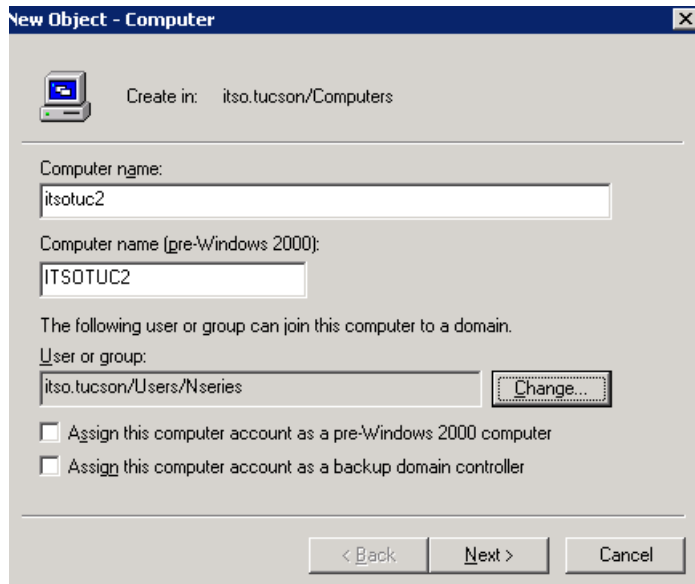 New Object - Computer
Create in: itso.tucson/Computers
Computer name:
itsotuc2
Computer name (pre-Windows 2000):
ITSOTUC2
The following user or group can join this computer to a domain.
User or group:
itso.tucson/Users/Nseries
Change...
Assign this computer account as a pre-Windows 2000 computer
Assign this computer account as a backup domain controller
< Back Next > Cancel